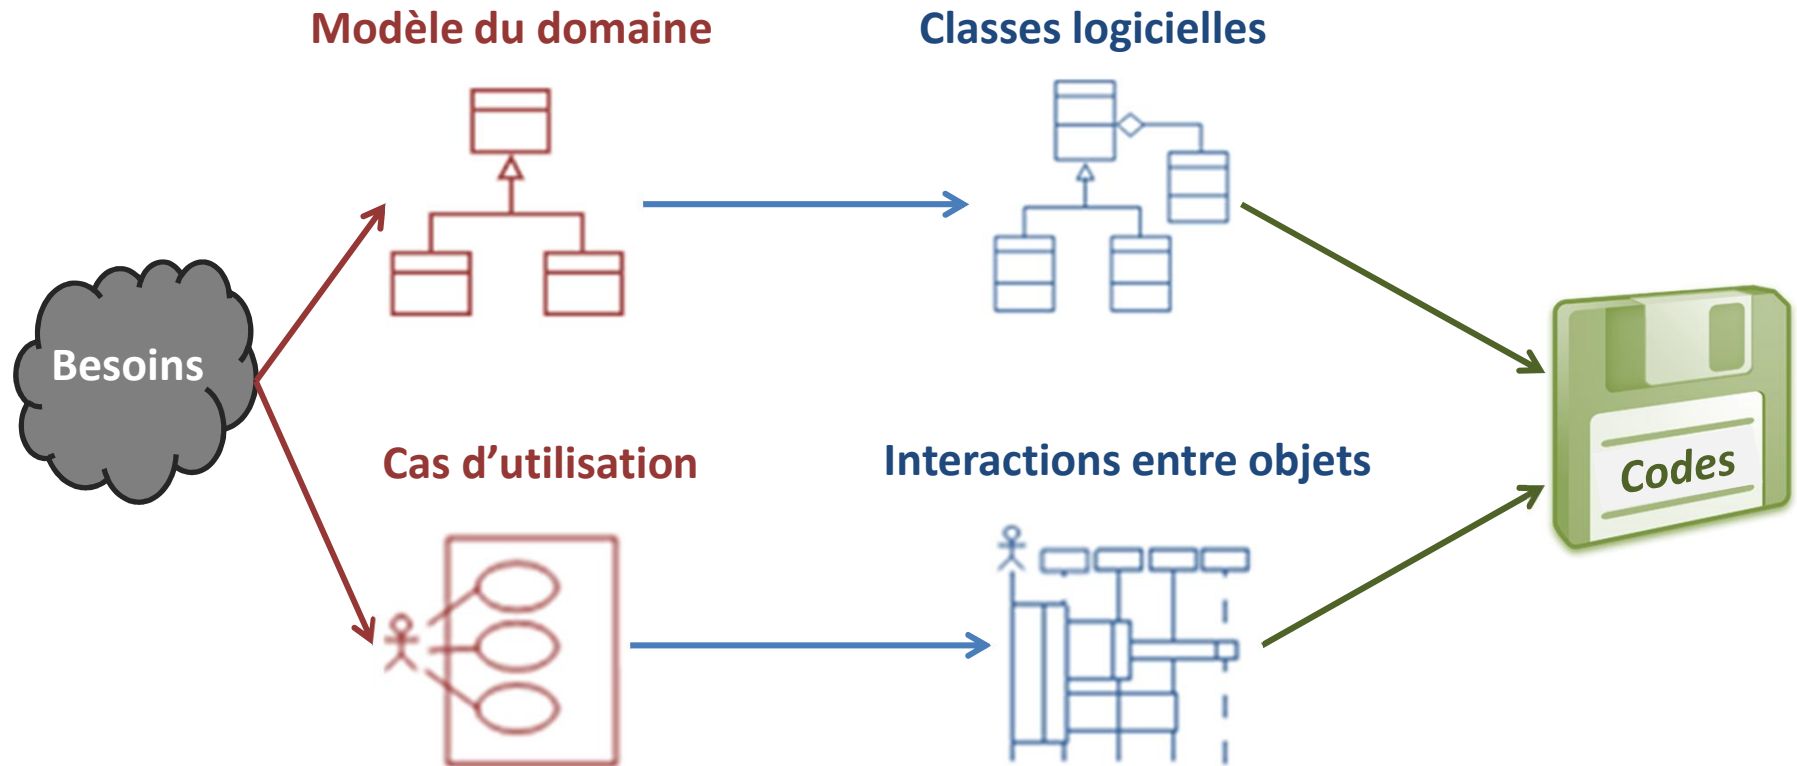 Modèle du domaine
Classes logicielles
Besoins
Cas d’utilisation
Interactions entre objets
Codes